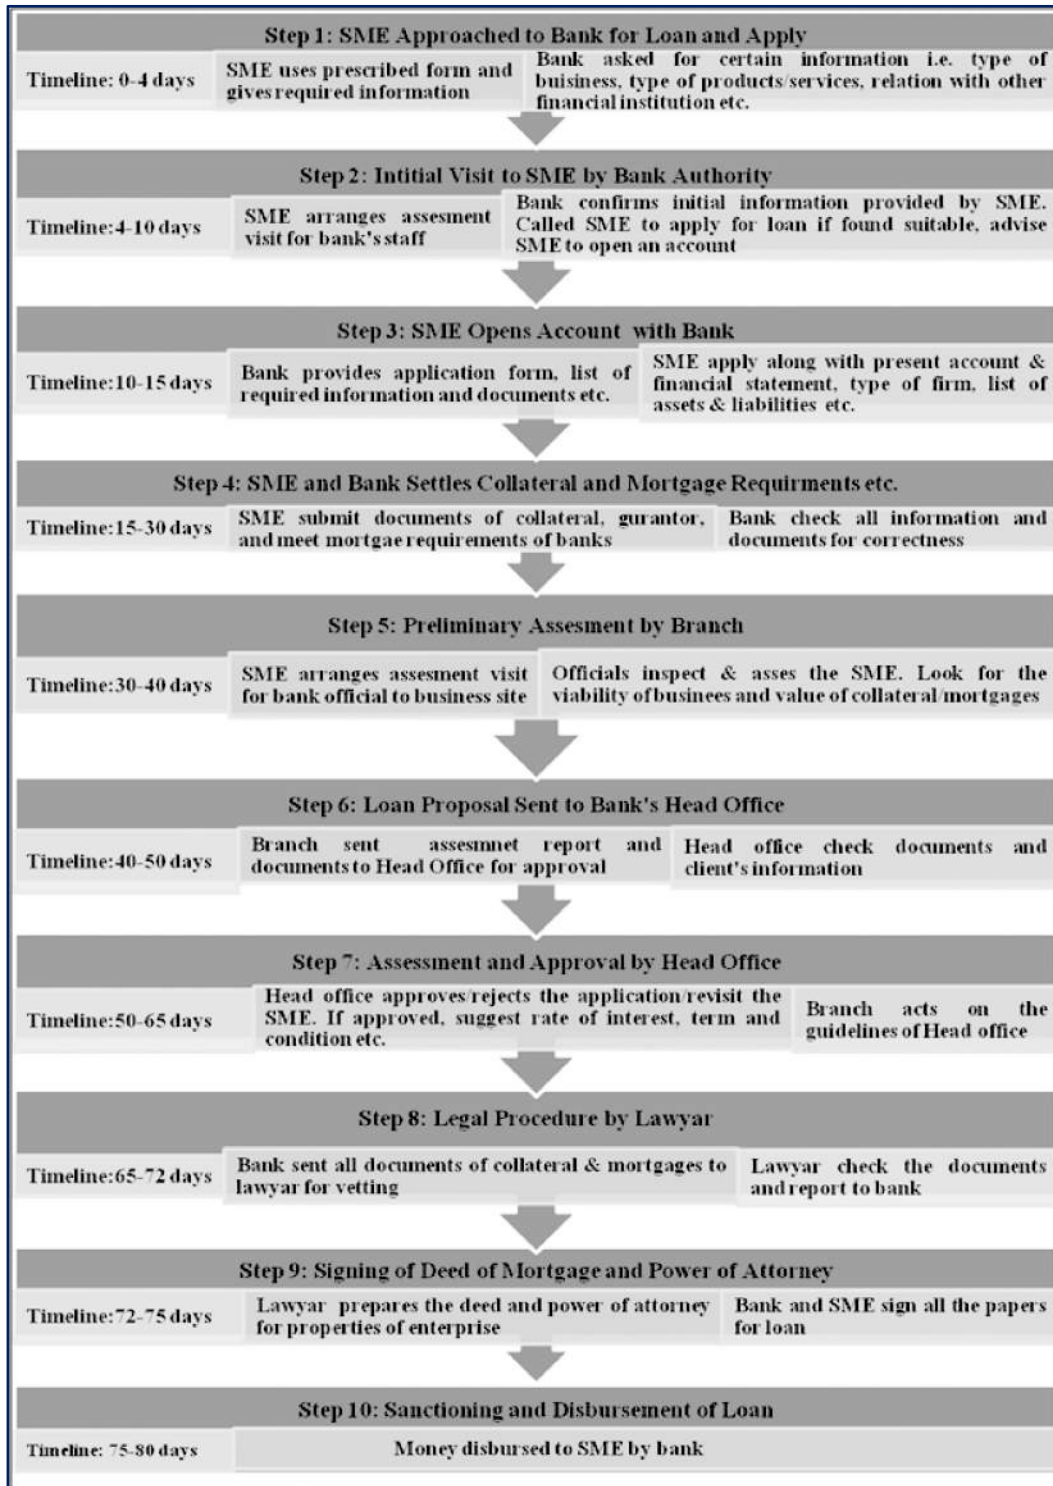 Step 1: SME Approached to Bank for Loan and Apply
Timeline: 0-4 days
SME uses prescribed form and
gives required information
Bank asked for certain information i.e. type of
buisiness, type of products/services, relation with other
financial institution etc.
Step 2: Intitial Visit to SME by Bank Authority
Timeline:4-10 days
SME arranges assesment
visit for bank's staff
Bank confirms initial information provided by SME.
Called SME to apply for loan if found suitable, advise
SME to open an account
Step 3: SME Opens Account with Bank
Timeline:10-15 days
Bank provides application form, list of
required information and documents etc.
SME apply along with present account &
financial statement, type of firm, list of
assets & liabilities etc.
Step 4: SME and Bank Settles Collateral and Mortgage Requirments etc.
Timeline:15-30 days
SME submit documents of collateral, gurantor,
and meet mortgae requirements of banks
Bank check all information and
documents for correctness
Step 5: Preliminary Assesment by Branch
Timeline:30-40 days
SME arranges assesment visit
for bank official to business site
Officials inspect & asses the SME. Look for the
viability of businees and value of collateral/mortgages
Step 6: Loan Proposal Sent to Bank's Head Office
Timeline:40-50 days
Branch sent assesmnet report and
documents to Head Office for approval
Head office check documents and
client's information
Step 7: Assessment and Approval by Head Office
Timeline:50-65 days
Head office approves/rejects the application/revisit the
SME. If approved, suggest rate of interest, term and
condition etc.
Branch acts on the
guidelines of Head office
Step 8: Legal Procedure by Lawyar
Timeline:65-72 days
Bank sent all documents of collateral & mortgages to
lawyar for vetting
Lawyar check the documents
and report to bank
Step 9: Signing of Deed of Mortgage and Power of Attorney
Timeline:72-75 days
Lawyar prepares the deed and power of attorney
for properties of enterprise
Bank and SME sign all the papers
for loan
Step 10: Sanctioning and Disbursement of Loan
Timeline: 75-80 days
Money disbursed to SME by bank